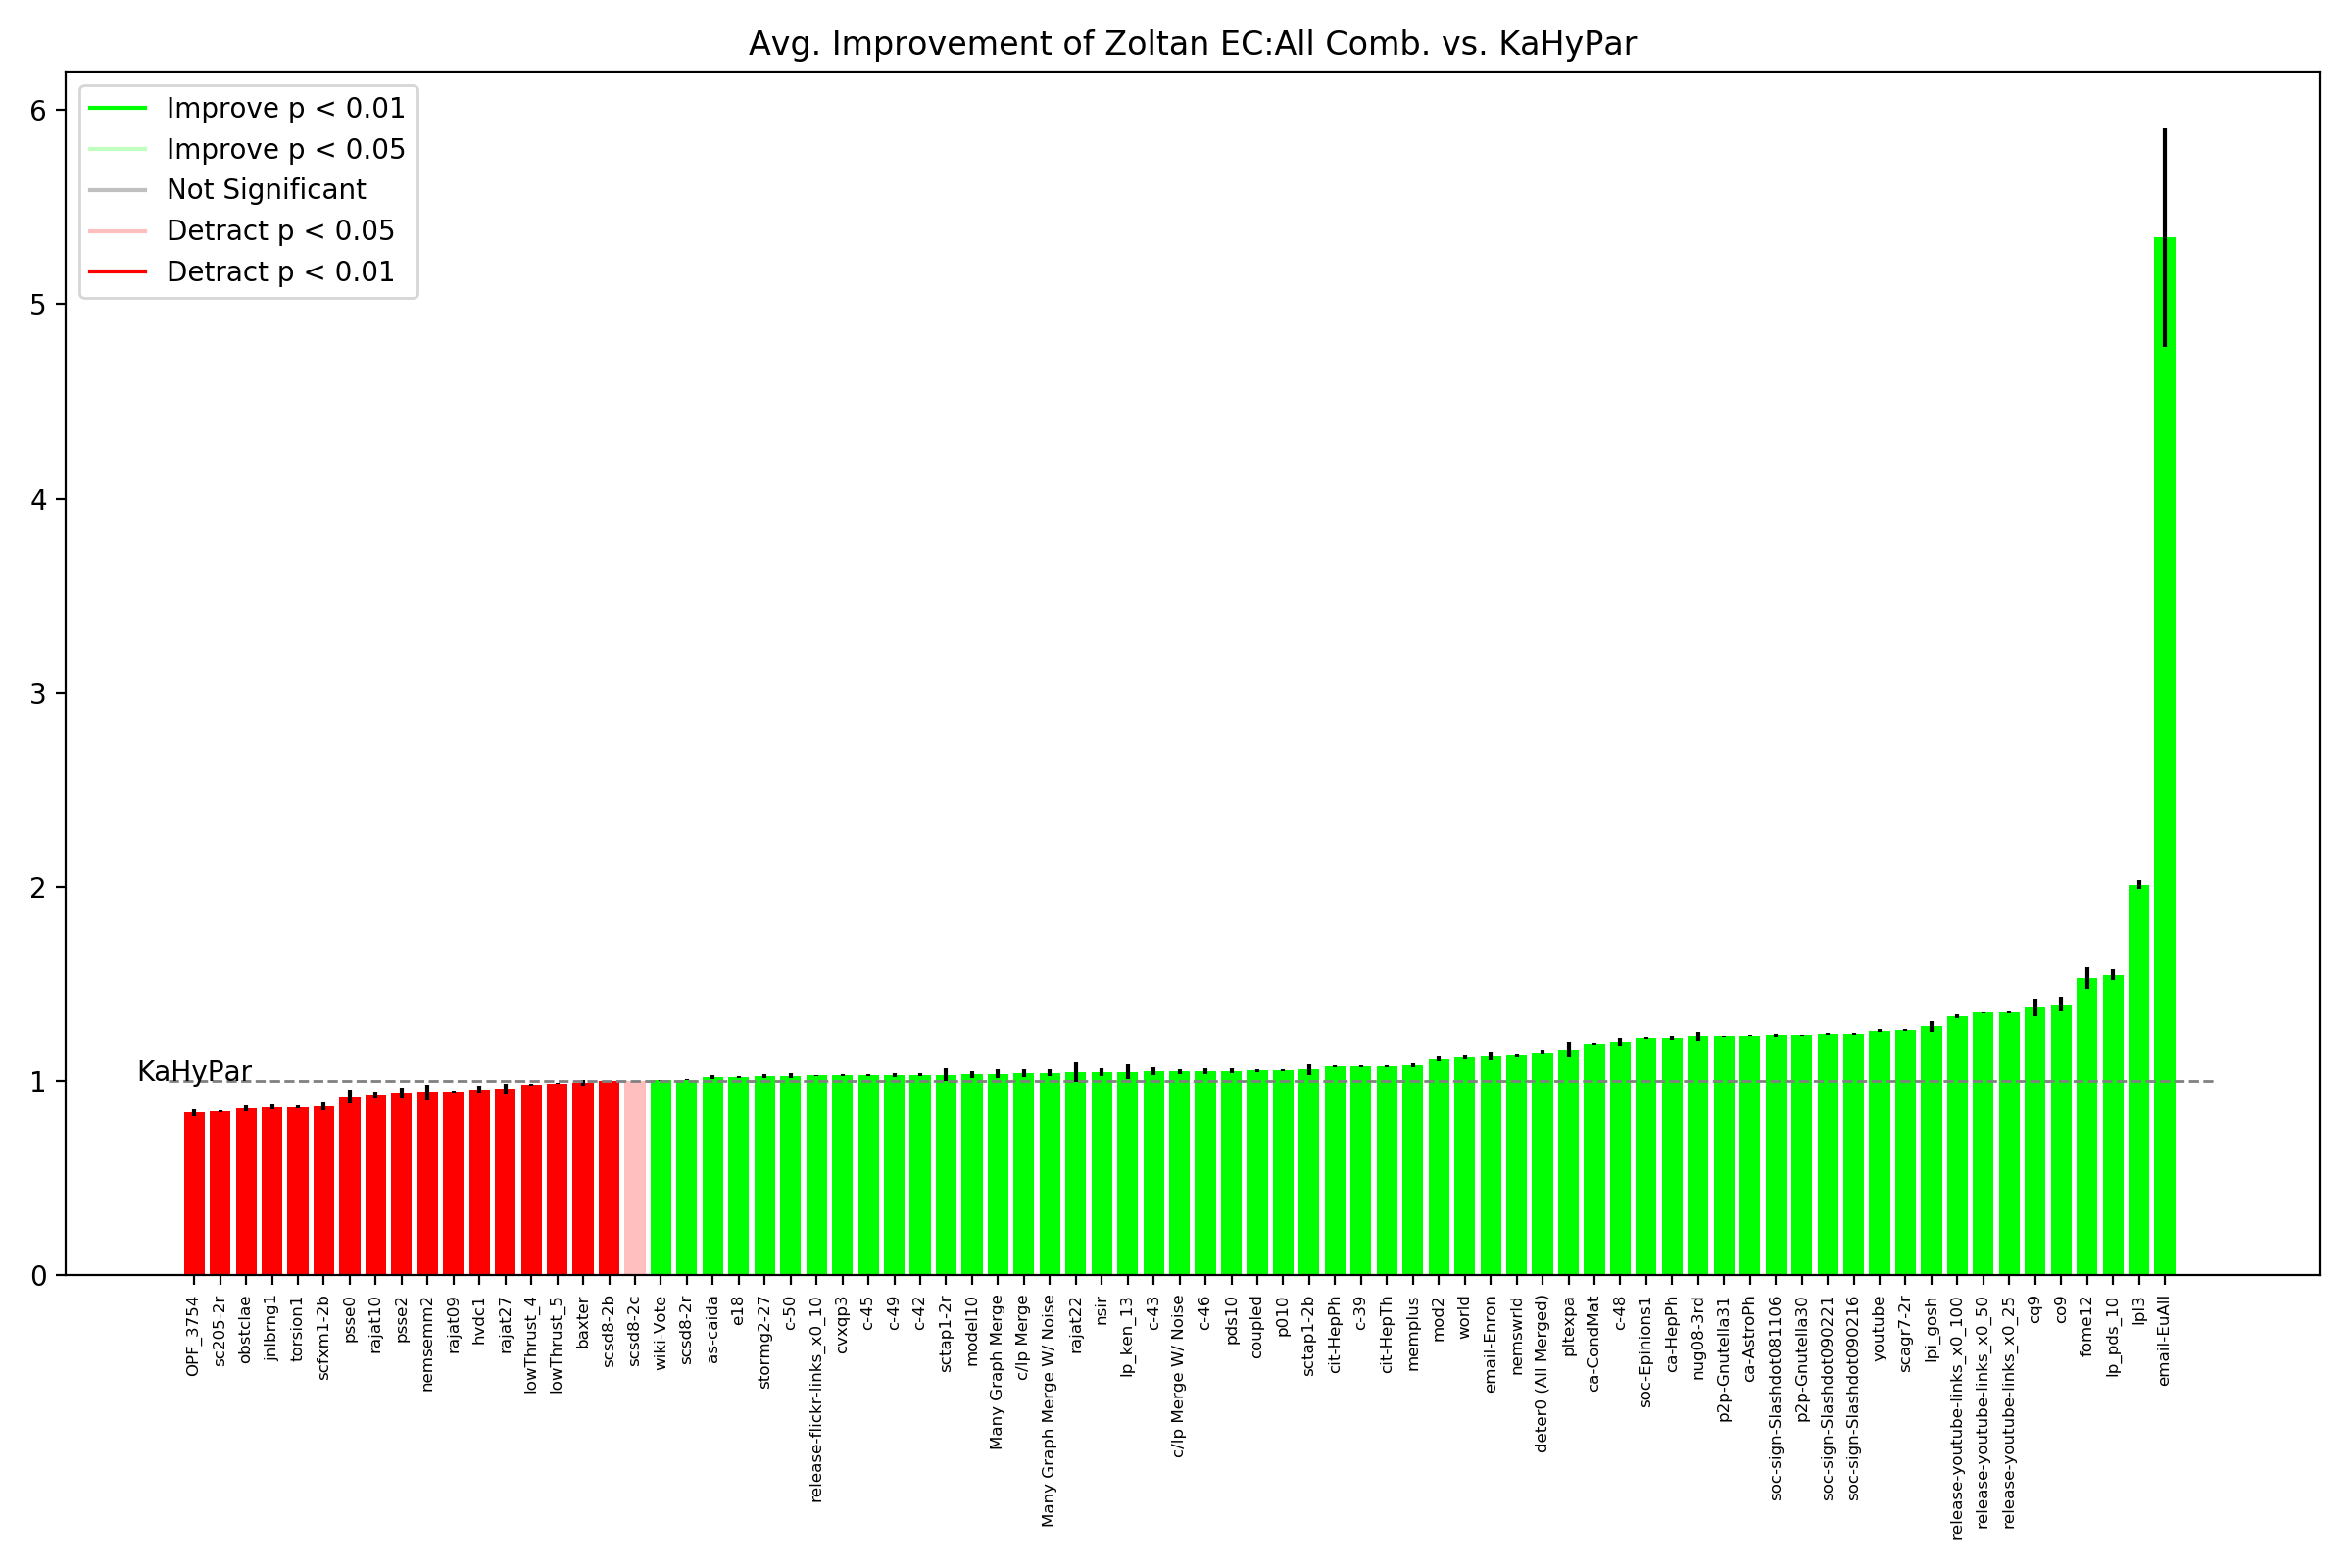 Avg. Improvement of Zoltan EC:All Comb. vs. KaHyPar
Improve p < 0.01
Improve p < 0.05
Not Significant
Detract p < 0.05
Detract p < 0.01
6
5
4
3
2
1
0
KaHyPar
OPF_3754
sc205-2r
obstclae
jnlbrng1
torsion1
scfxm1-2b
psse0
rajat10
psse2
nemsemm2
rajat09
hvdc1
rajat27
lowThrust_4
lowThrust_5
baxter
scsd8-2b
scsd8-2c
wiki-Vote
scsd8-2r
as-caida
e18
stormg2-27
c-50
release-flickr-links_x0_10
cvxqp3
c-45
c-49
c-42
sctap1-2r
model10
Many Graph Merge
c/lp Merge
Many Graph Merge W/ Noise
rajat22
nsir
lp_ken_13
c-43
c/lp Merge W/ Noise
c-46
pds10
coupled
p010
sctap1-2b
cit-HepPh
c-39
cit-HepTh
memplus
mod2
world
email-Enron
nemswrld
deter0 (All Merged)
pltexpa
ca-CondMat
c-48
soc-Epinions1
ca-HepPh
nug08-3rd
p2p-Gnutella31
ca-AstroPh
soc-sign-Slashdot081106
p2p-Gnutella30
soc-sign-Slashdot090221
soc-sign-Slashdot090216
youtube
scagr7-2r
lpi_gosh
release-youtube-links_x0_100
release-youtube-links_x0_50
release-youtube-links_x0_25
cq9
co9
fome12
lp_pds_10
lpl3
email-EuAll